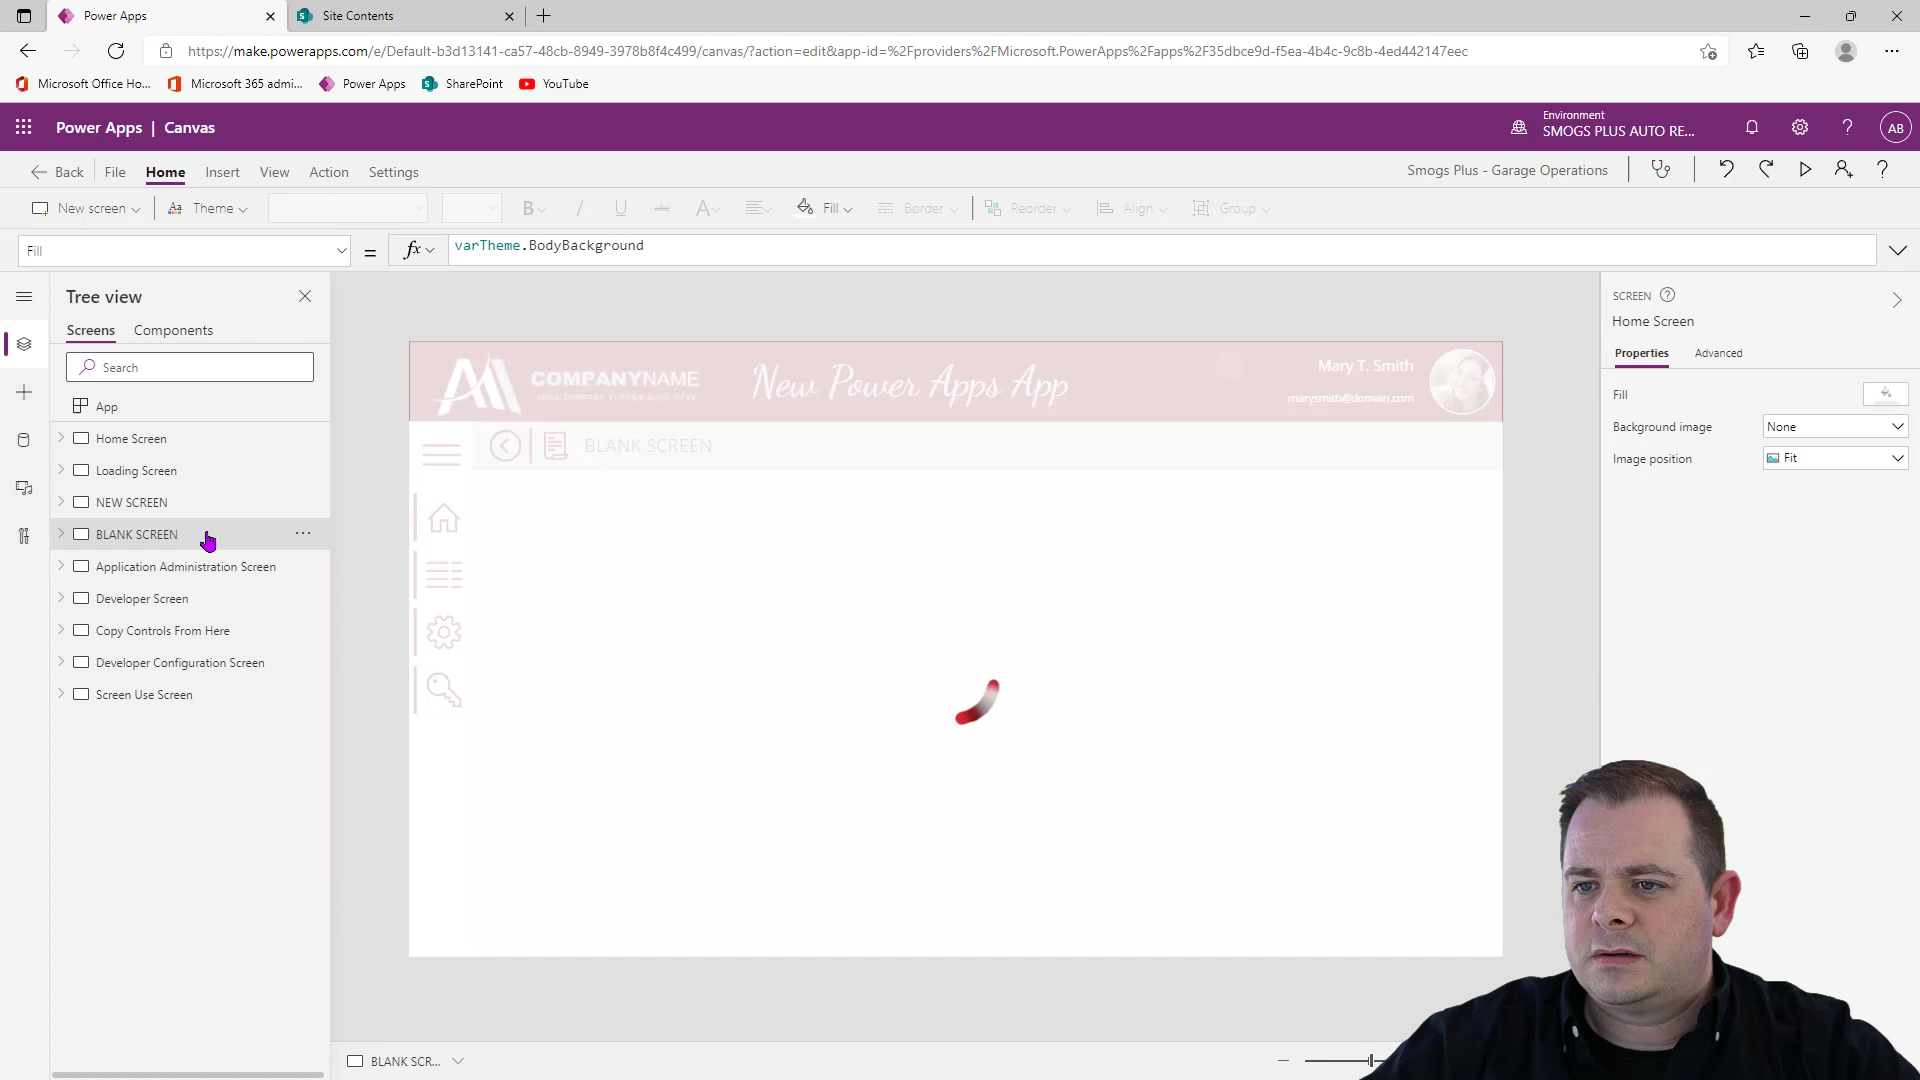 Power Apps
Site Contents
https://make.powerapps.com/e/Default-b3d13141-ca57-48cb-8949-3978b8f4c499/canvas/?action=edit&app-id=%2Fproviders%2FMicrosoft.PowerApps%2Fapps%2F35dbce9d-f5ea-4b4c-9c8b-4ed442147eec
Microsoft Office Ho...
Microsoft 365 admi...
Power Apps
SharePoint
YouTube
Power Apps | Canvas
Environment
SMOGS PLUS AUTO RE...
AB
Back
File
Home
Insert
View
Action
Settings
Smogs Plus - Garage Operations
New screen
Theme
B
Fill
Border
Reorder
Align
Group
Fill
=
fx
varTheme.BodyBackground
Tree view
Screens
Components
Search
App
Home Screen
Loading Screen
NEW SCREEN
BLANK SCREEN
Application Administration Screen
Developer Screen
Copy Controls From Here
Developer Configuration Screen
Screen Use Screen
COMPANYNAME
YOUR COMPANY SLOGAN GOES HERE
New Power Apps App
Mary T. Smith
marysmith@domain.com
BLANK SCREEN
SCREEN
Home Screen
Properties
Advanced
Fill
Background image
None
Image position
Fit
BLANK SCR...